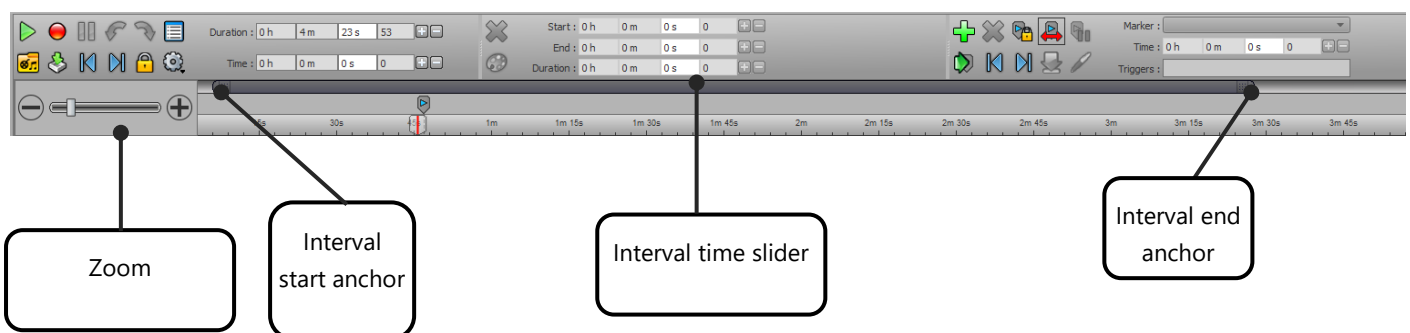 Duration : 0 h 4 m 23 s 53
Start : 0 h 0 m 0 s 0
Marker :
End : 0 h 0 m 0 s 0
Time : 0 h 0 m 0 s 0
Time : 0 h 0 m 0 s 0
Duration : 0 h 0 m 0 s 0
Triggers :
30s 45s 1m 1m 15s 1m 30s 1m 45s 2m 2m 15s 2m 30s 2m 45s 3m 3m 15s 3m 30s 3m 45s
Zoom
Interval
start anchor
Interval time slider
Interval end
anchor